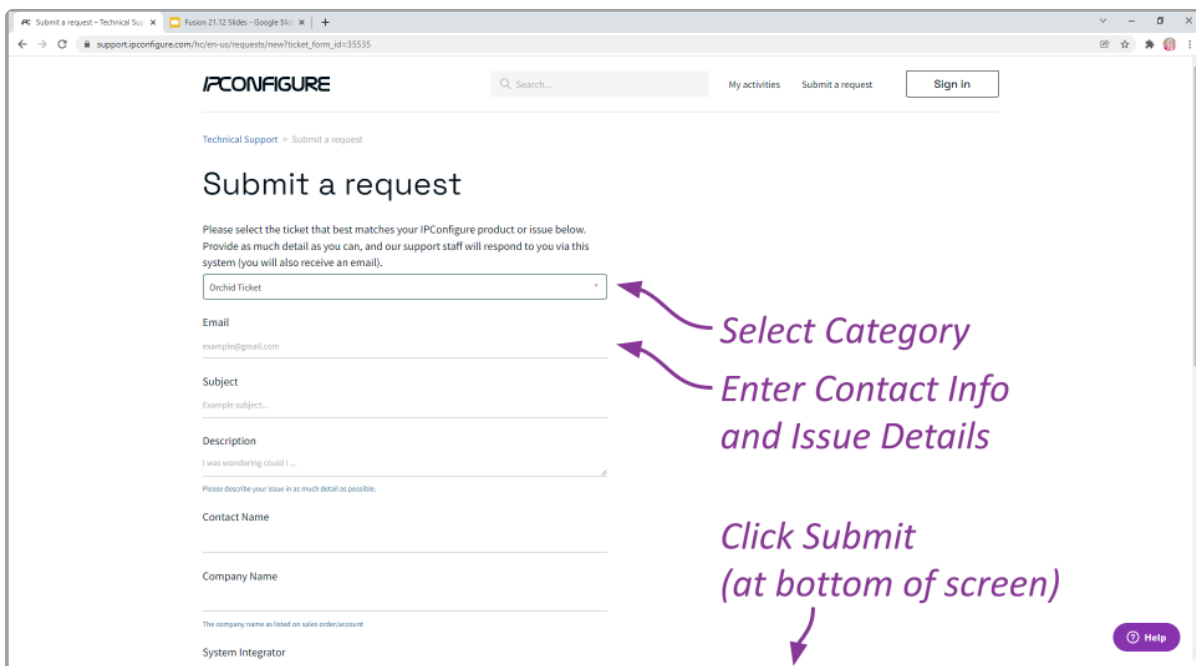 Submit a request – Technical Sup
Fusion 21.12 Slides - Google Slid
support.ipconfigure.com/hc/en-us/requests/new?ticket_form_id=35535
IPCONFIGURE
Search...
My activities
Submit a request
Sign in
Technical Support > Submit a request
Submit a request
Please select the ticket that best matches your IPConfigure product or issue below.
Provide as much detail as you can, and our support staff will respond to you via this
system (you will also receive an email).
Orchid Ticket *
Select Category
Email
example@gmail.com
Enter Contact Info
and Issue Details
Subject
Example subject...
Description
I was wondering could I ...
Please describe your issue in as much detail as possible.
Contact Name
Click Submit
(at bottom of screen)
Company Name
The company name as listed on sales order/account
System Integrator
Help